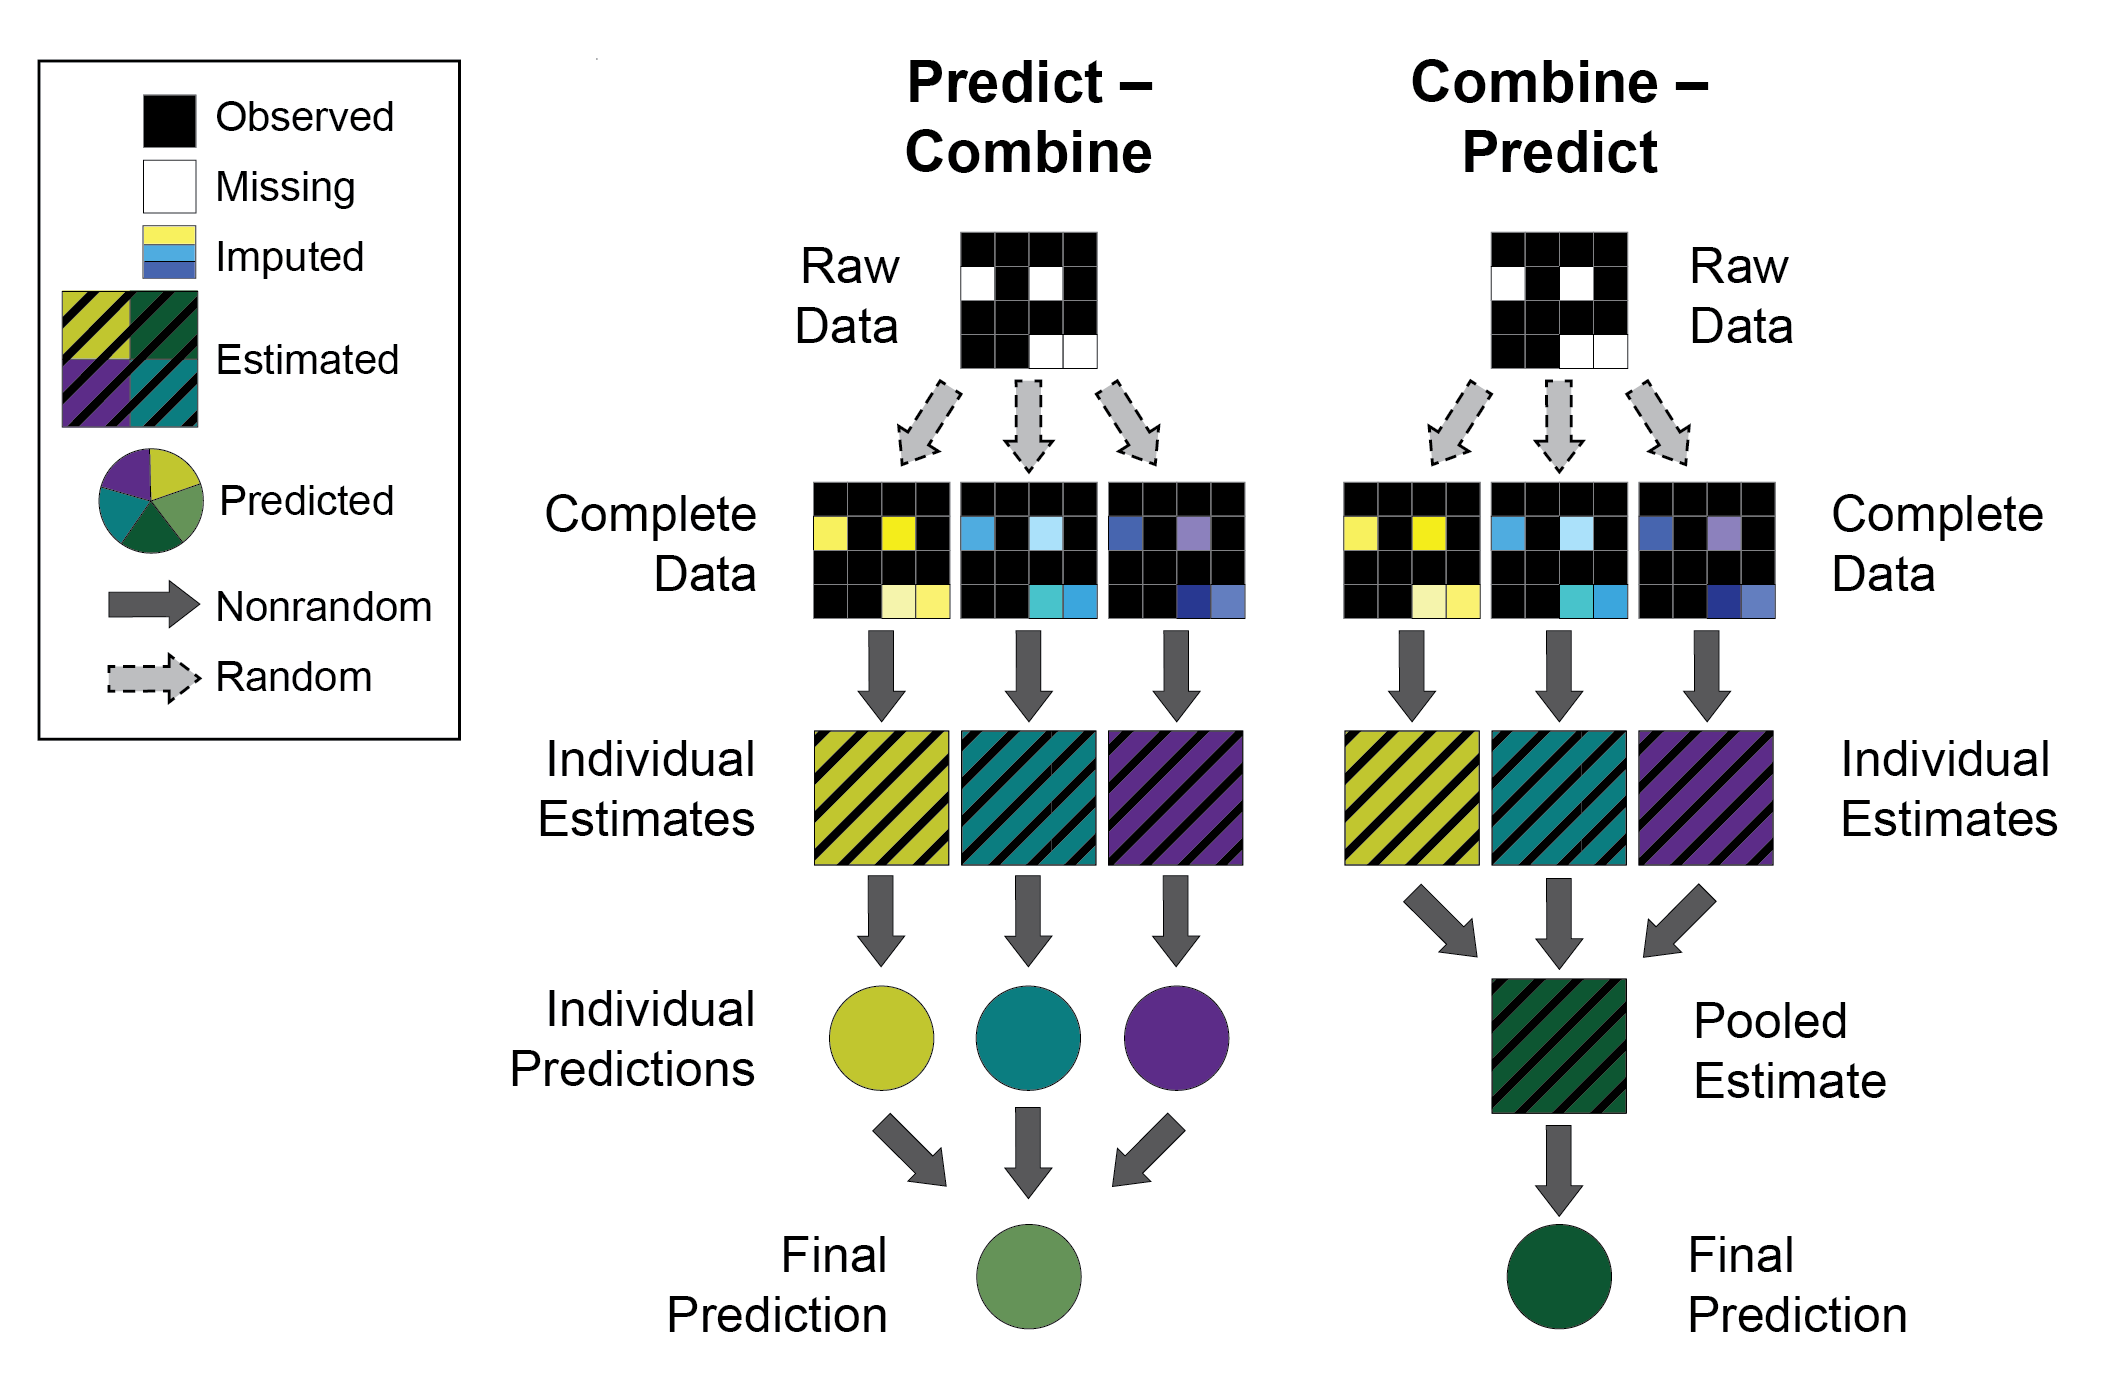 Observed
Missing
Imputed
Estimated
Predicted
Nonrandom
Random
Predict –
Combine
Raw
Data
Complete
Data
Individual
Estimates
Individual
Predictions
Final
Prediction
Combine –
Predict
Raw
Data
Complete
Data
Individual
Estimates
Pooled
Estimate
Final
Prediction